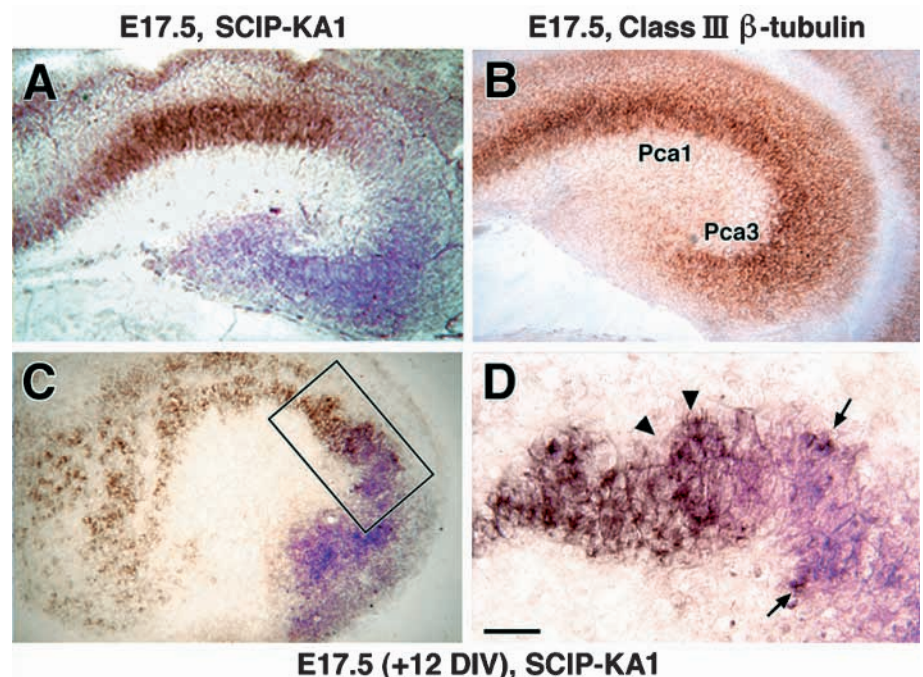 E17.5, SCIP-KA1
E17.5, Class III β-tubulin
A
B
Pca1
Pca3
C
D
E17.5 (+12 DIV), SCIP-KA1